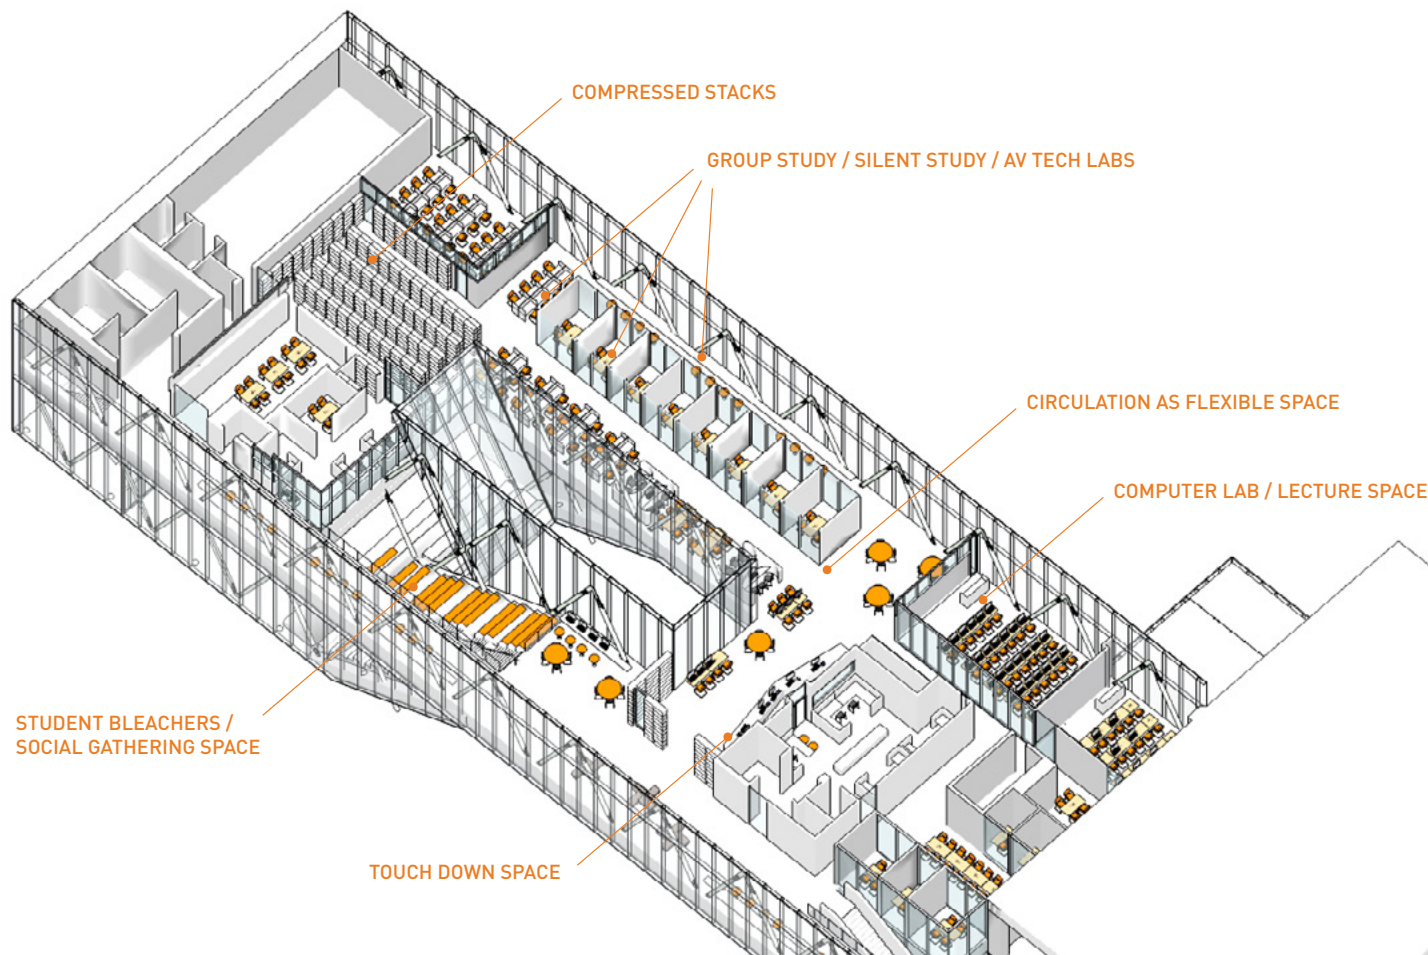 COMPRESSED STACKS
GROUP STUDY / SILENT STUDY / AV TECH LABS
CIRCULATION AS FLEXIBLE SPACE
COMPUTER LAB / LECTURE SPACE
STUDENT BLEACHERS /
SOCIAL GATHERING SPACE
TOUCH DOWN SPACE